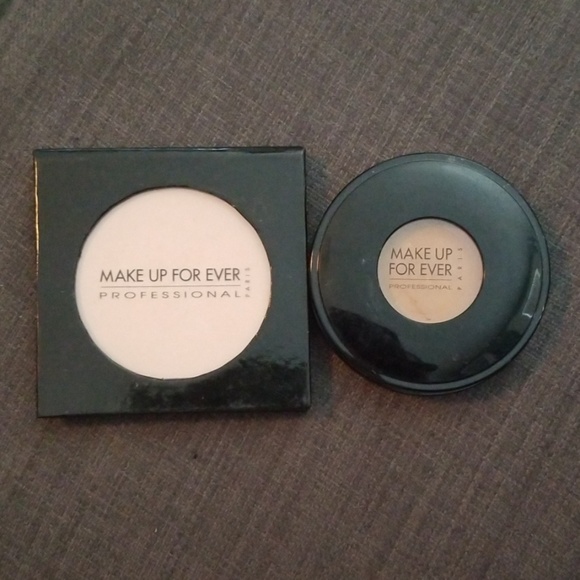 MAKE UP FOR EVER
PROFESSIONAL
PARIS
MAKE UP
FOR EVER
PROFESSIONAL
PARIS